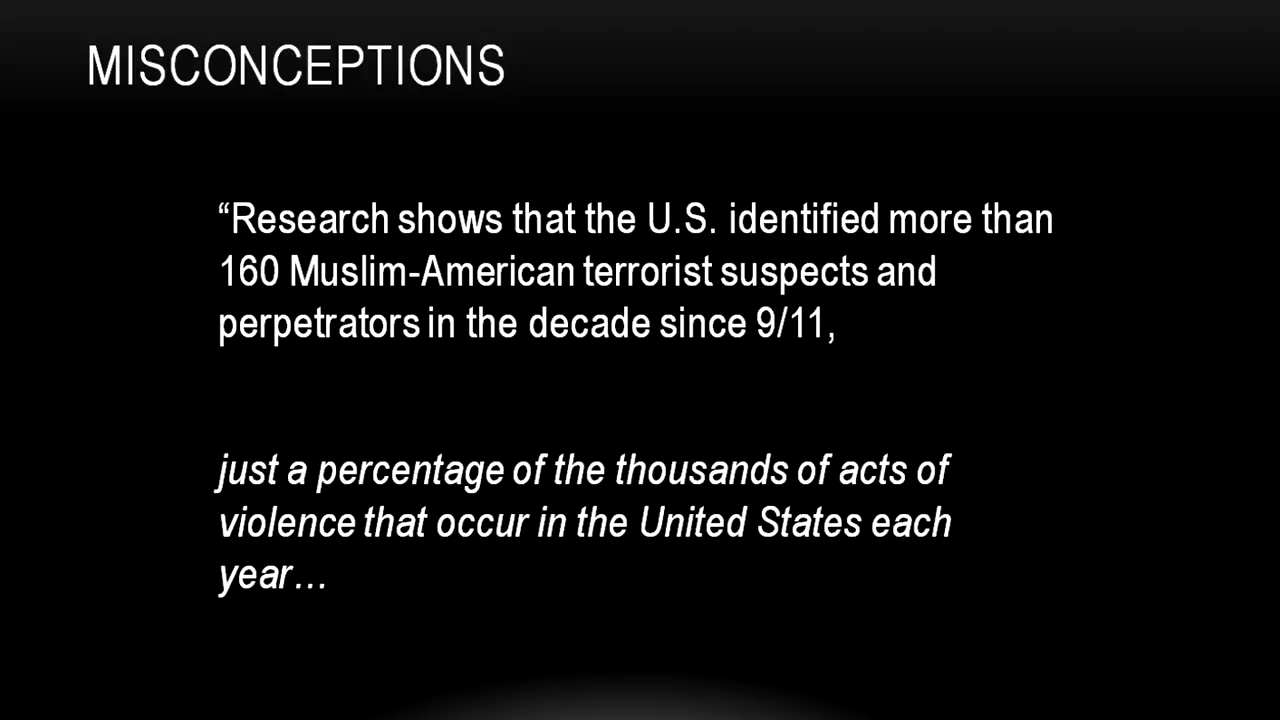 MISCONCEPTIONS
“Research shows that the U.S. identified more than
160 Muslim-American terrorist suspects and
perpetrators in the decade since 9/11,
just a percentage of the thousands of acts of
violence that occur in the United States each
year…